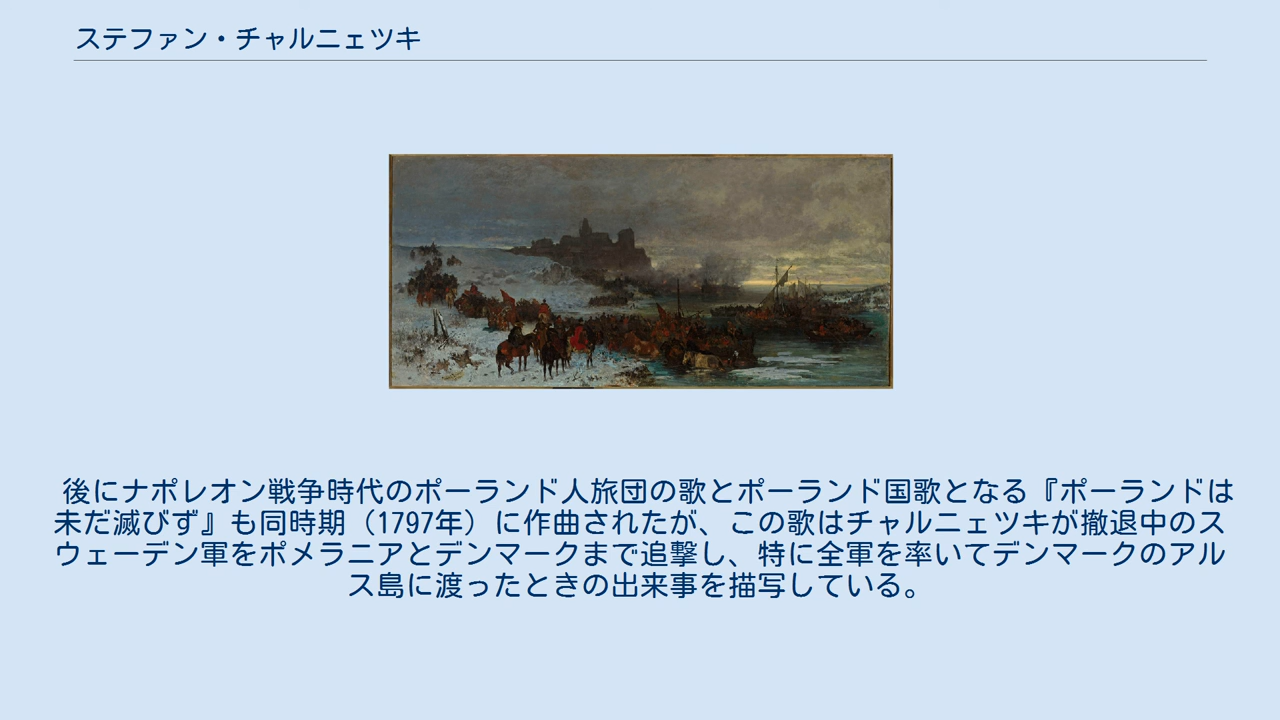 ステファン・チャルニェツキ
後にナポレオン戦争時代のポーランド人旅団の歌とポーランド国歌となる『ポーランドは
未だ滅びず』も同時期（1797年）に作曲されたが、この歌はチャルニェツキが撤退中のス
ウェーデン軍をポメラニアとデンマークまで追撃し、特に全軍を率いてデンマークのアル
ス島に渡ったときの出来事を描写している。